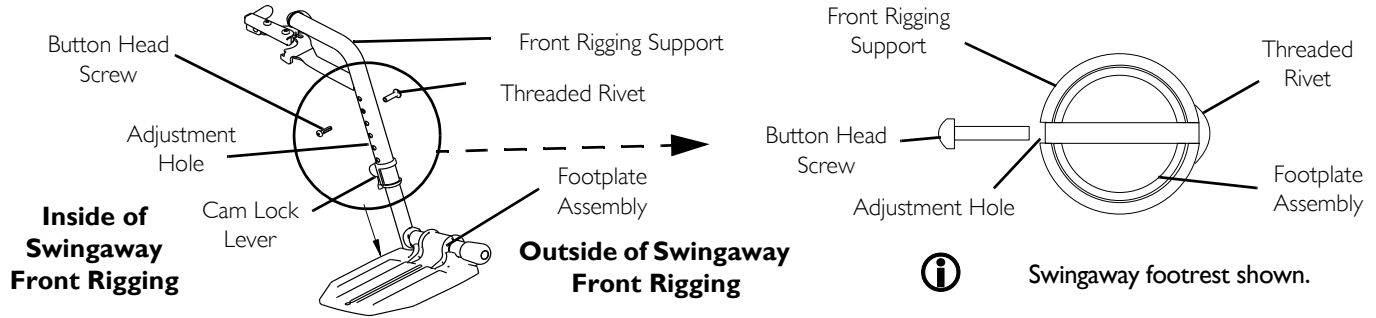 Button Head
Screw
Front Rigging Support
Threaded Rivet
Adjustment
Hole
Cam Lock
Lever
Footplate
Assembly
Inside of
Swingaway
Front Rigging
Outside of Swingaway
Front Rigging
Front Rigging
Support
Threaded
Rivet
Button Head
Screw
Adjustment Hole
Footplate
Assembly
Swingaway footrest shown.